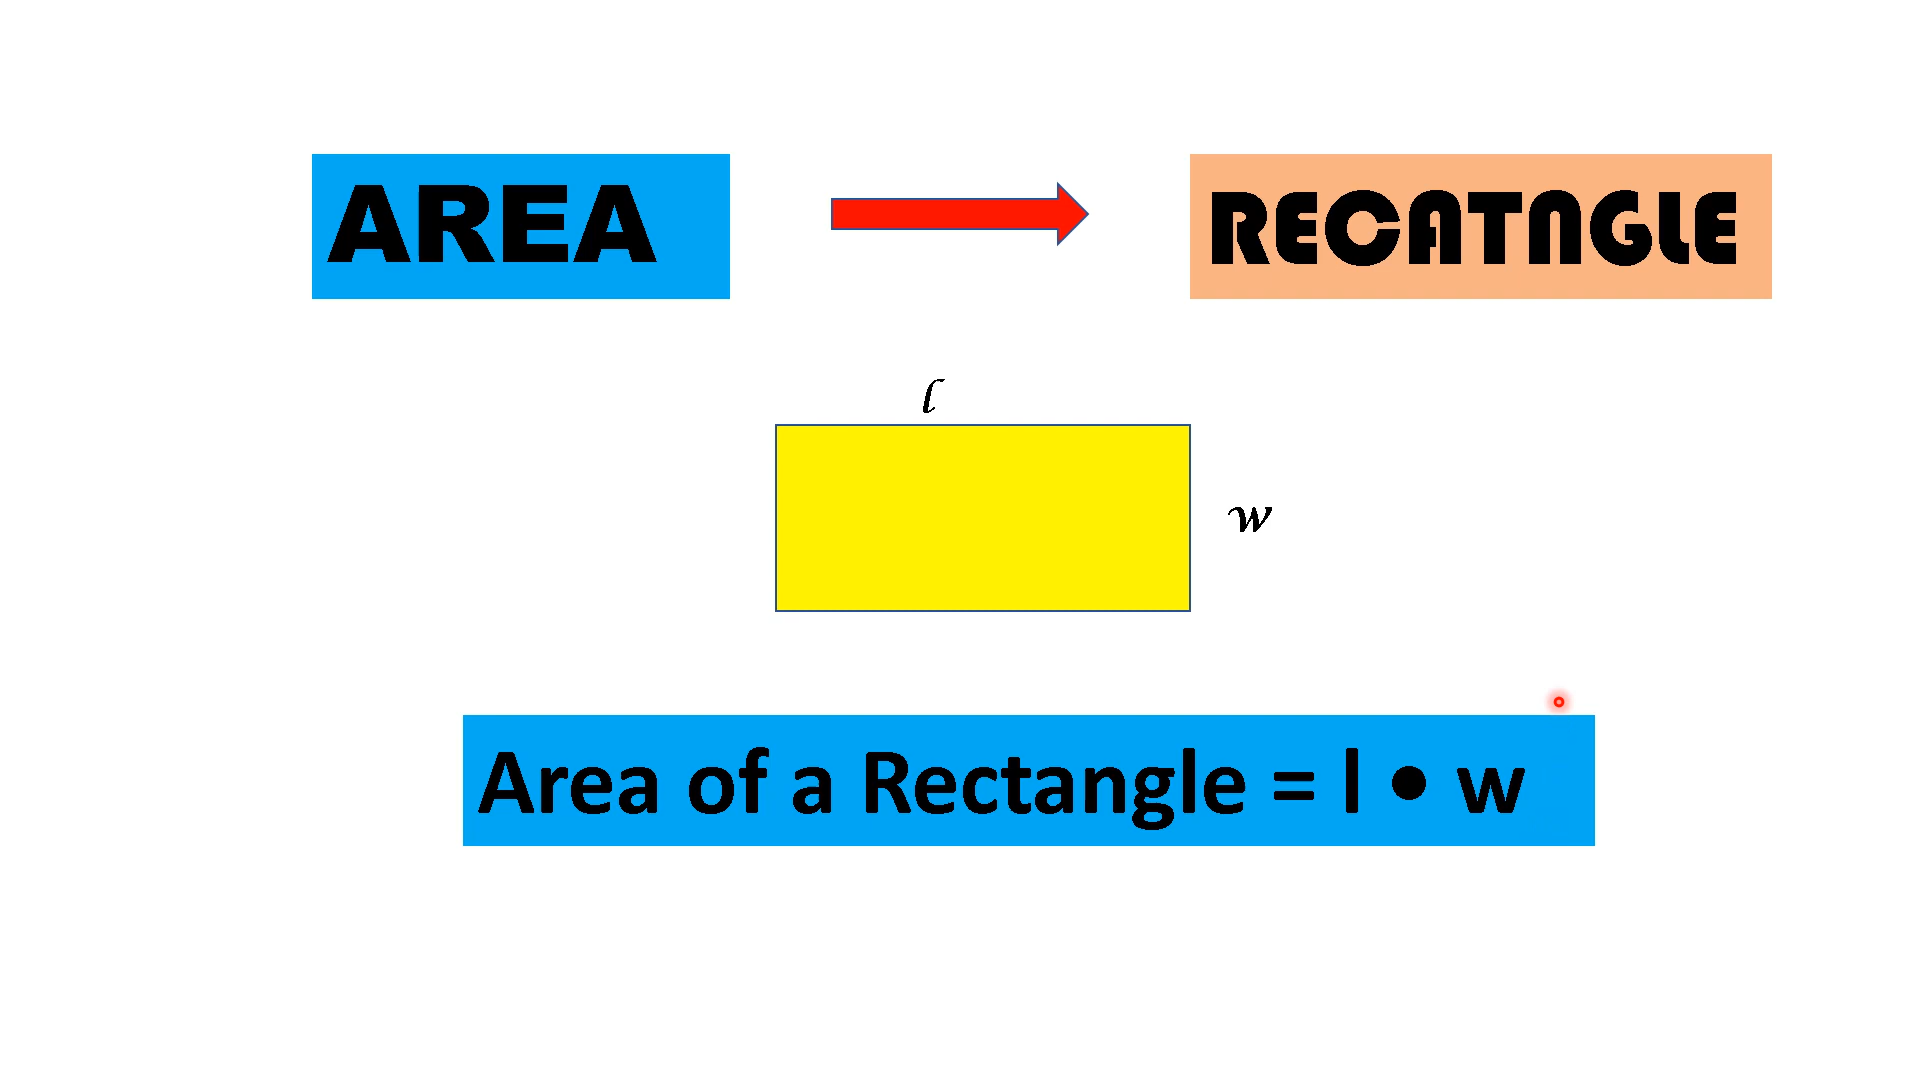 AREA
RECATNGLE
l
w
Area of a Rectangle = l • w